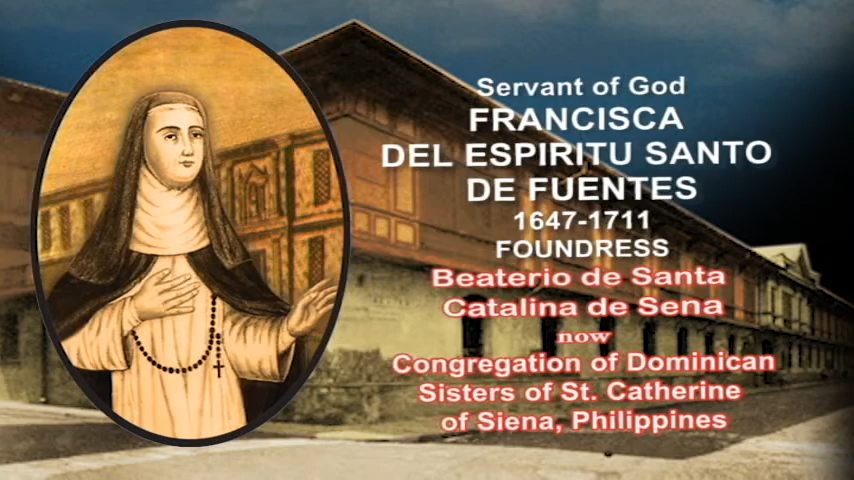 Servant of God
FRANCISCA
DEL ESPIRITU SANTO
DE FUENTES
1647-1711
FOUNDRESS
Beaterio de Santa
Catalina de Sena
now
Congregation of Dominican
Sisters of St. Catherine
of Siena, Philippines